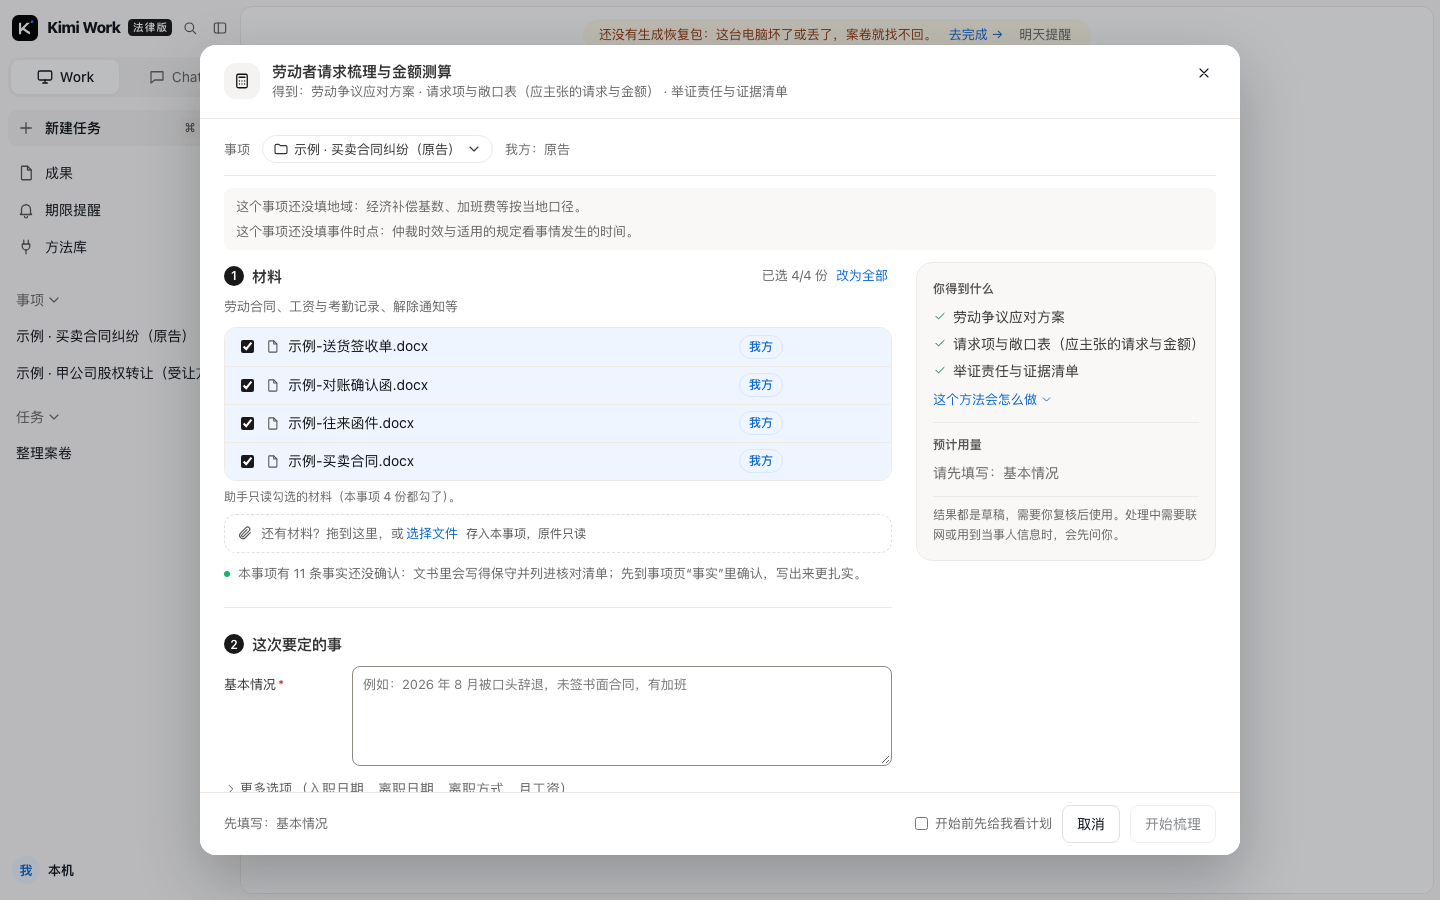 Kimi Work 法律版
还没有生成恢复包：这台电脑坏了或丢了，案卷就找不回。 去完成 → 明天提醒
Work
Chat
新建任务 ⌘
成果
期限提醒
方法库
事项
示例 · 买卖合同纠纷（原告）
示例 · 甲公司股权转让（受让
任务
整理案卷
我 本机
劳动者请求梳理与金额测算
得到：劳动争议应对方案 · 请求项与敞口表（应主张的请求与金额） · 举证责任与证据清单
事项 示例 · 买卖合同纠纷（原告） 我方：原告
这个事项还没填地域：经济补偿基数、加班费等按当地口径。
这个事项还没填事件时点：仲裁时效与适用的规定看事情发生的时间。
1 材料 已选 4/4 份 改为全部
劳动合同、工资与考勤记录、解除通知等
示例-送货签收单.docx 我方
示例-对账确认函.docx 我方
示例-往来函件.docx 我方
示例-买卖合同.docx 我方
助手只读勾选的材料（本事项 4 份都勾了）。
还有材料？拖到这里，或选择文件 存入本事项，原件只读
本事项有 11 条事实还没确认：文书里会写得保守并列进核对清单；先到事项页“事实”里确认，写出来更扎实。
2 这次要定的事
基本情况*
例如：2026 年 8 月被口头辞退，未签书面合同，有加班
更多选项（入职日期、离职日期、离职方式、月工资）
你得到什么
劳动争议应对方案
请求项与敞口表（应主张的请求与金额）
举证责任与证据清单
这个方法会怎么做
预计用量
请先填写：基本情况
结果都是草稿，需要你复核后使用。处理中需要联
网或用到当事人信息时，会先问你。
先填写：基本情况
开始前先给我看计划 取消 开始梳理